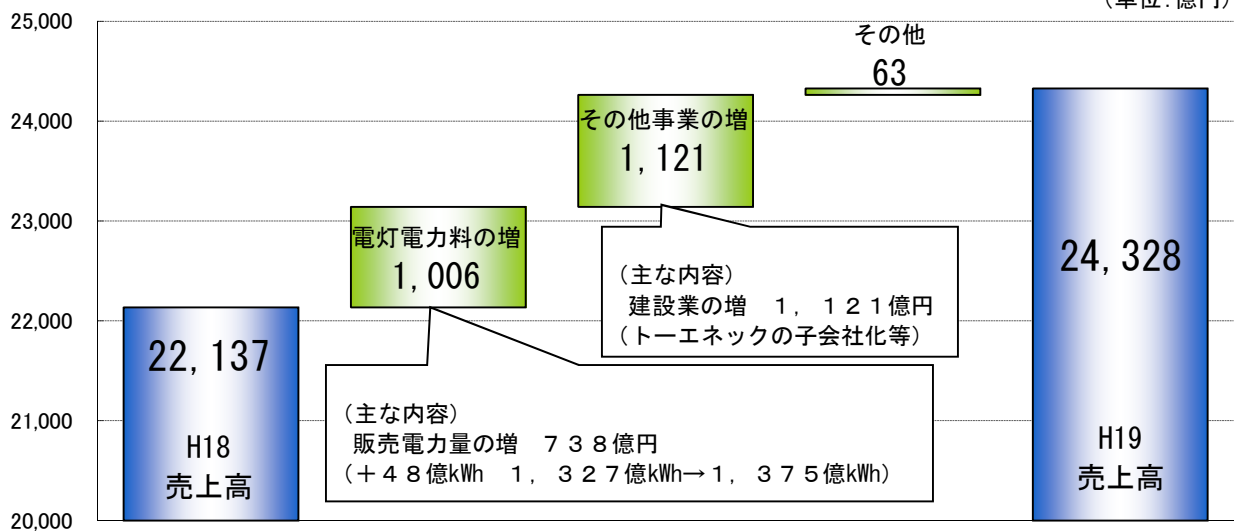 （単位:億円）
25,000
24,000
23,000
22,000
21,000
20,000
22,137
H18
売上高
電灯電力料の増
1,006
（主な内容）
販売電力量の増　７３８億円
（＋４８億kWh　１，３２７億kWh→１，３７５億kWh）
その他事業の増
1,121
（主な内容）
建設業の増　１，１２１億円
（トーエネックの子会社化等）
その他
63
24,328
H19
売上高